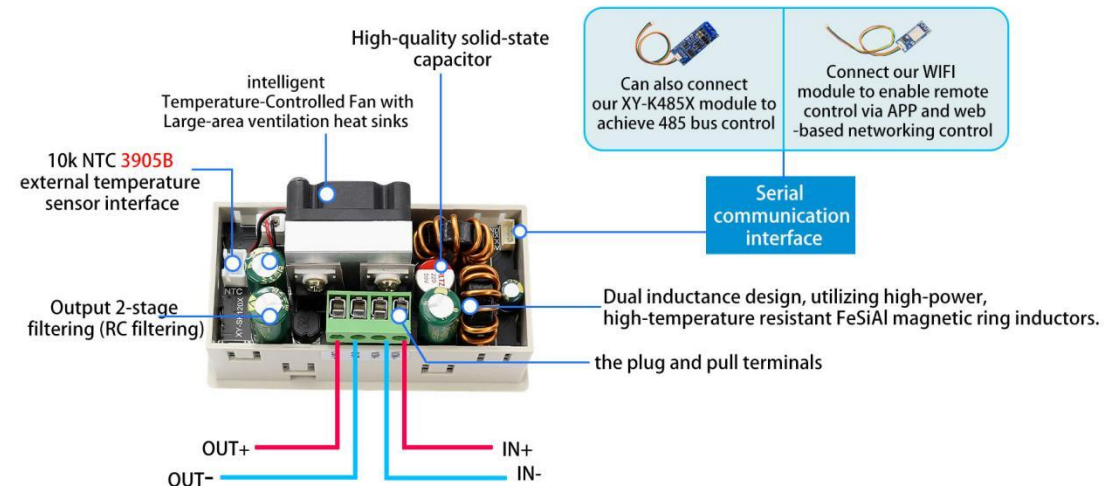 High-quality solid-state
capacitor
intelligent
Temperature-Controlled Fan with
Large-area ventilation heat sinks
10k NTC 3905B
external temperature
sensor interface
Output 2-stage
filtering (RC filtering)
Can also connect
our XY-K485X module to
achieve 485 bus control
Connect our WIFI
module to enable remote
control via APP and web
-based networking control
Serial
communication
interface
Dual inductance design, utilizing high-power,
high-temperature resistant FeSiAl magnetic ring inductors.
the plug and pull terminals
NTC
OUT+
OUT-
IN+
IN-